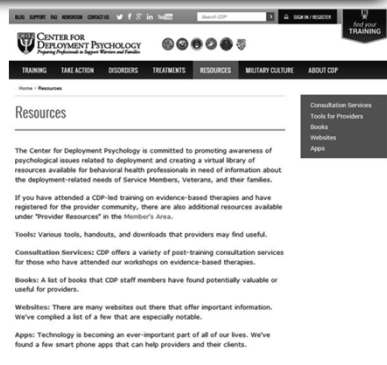 BLOG SUPPORT FAQ NEWSROOM CONTACT US Search CDP SIGN IN / REGISTER
find your
TRAINING
CENTER FOR
DEPLOYMENT PSYCHOLOGY
Preparing Professionals to Support Warriors and Families
TRAINING TAKE ACTION DISORDERS TREATMENTS RESOURCES MILITARY CULTURE ABOUT CDP
Home › Resources
Resources
Consultation Services
Tools for Providers
Books
Websites
Apps
The Center for Deployment Psychology is committed to promoting awareness of
psychological issues related to deployment and creating a virtual library of
resources available for behavioral health professionals in need of information about
the deployment-related needs of Service Members, Veterans, and their families.
If you have attended a CDP-led training on evidence-based therapies and have
registered for the provider community, there are also additional resources available
under "Provider Resources" in the Member's Area.
Tools: Various tools, handouts, and downloads that providers may find useful.
Consultation Services: CDP offers a variety of post-training consultation services
for those who have attended our workshops on evidence-based therapies.
Books: A list of books that CDP staff members have found potentially valuable or
useful for providers.
Websites: There are many websites out there that offer important information.
We've complied a list of a few that are especially notable.
Apps: Technology is becoming an ever-important part of all of our lives. We've
found a few smart phone apps that can help providers and their clients.